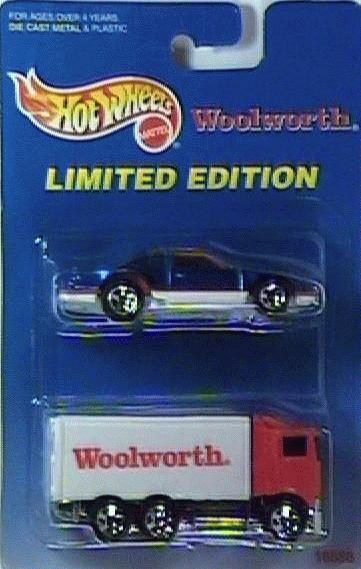 FOR AGES OVER 4 YEARS.
DIE CAST METAL & PLASTIC
Hot Wheels
MATTEL
Woolworth.
LIMITED EDITION
Woolworth.